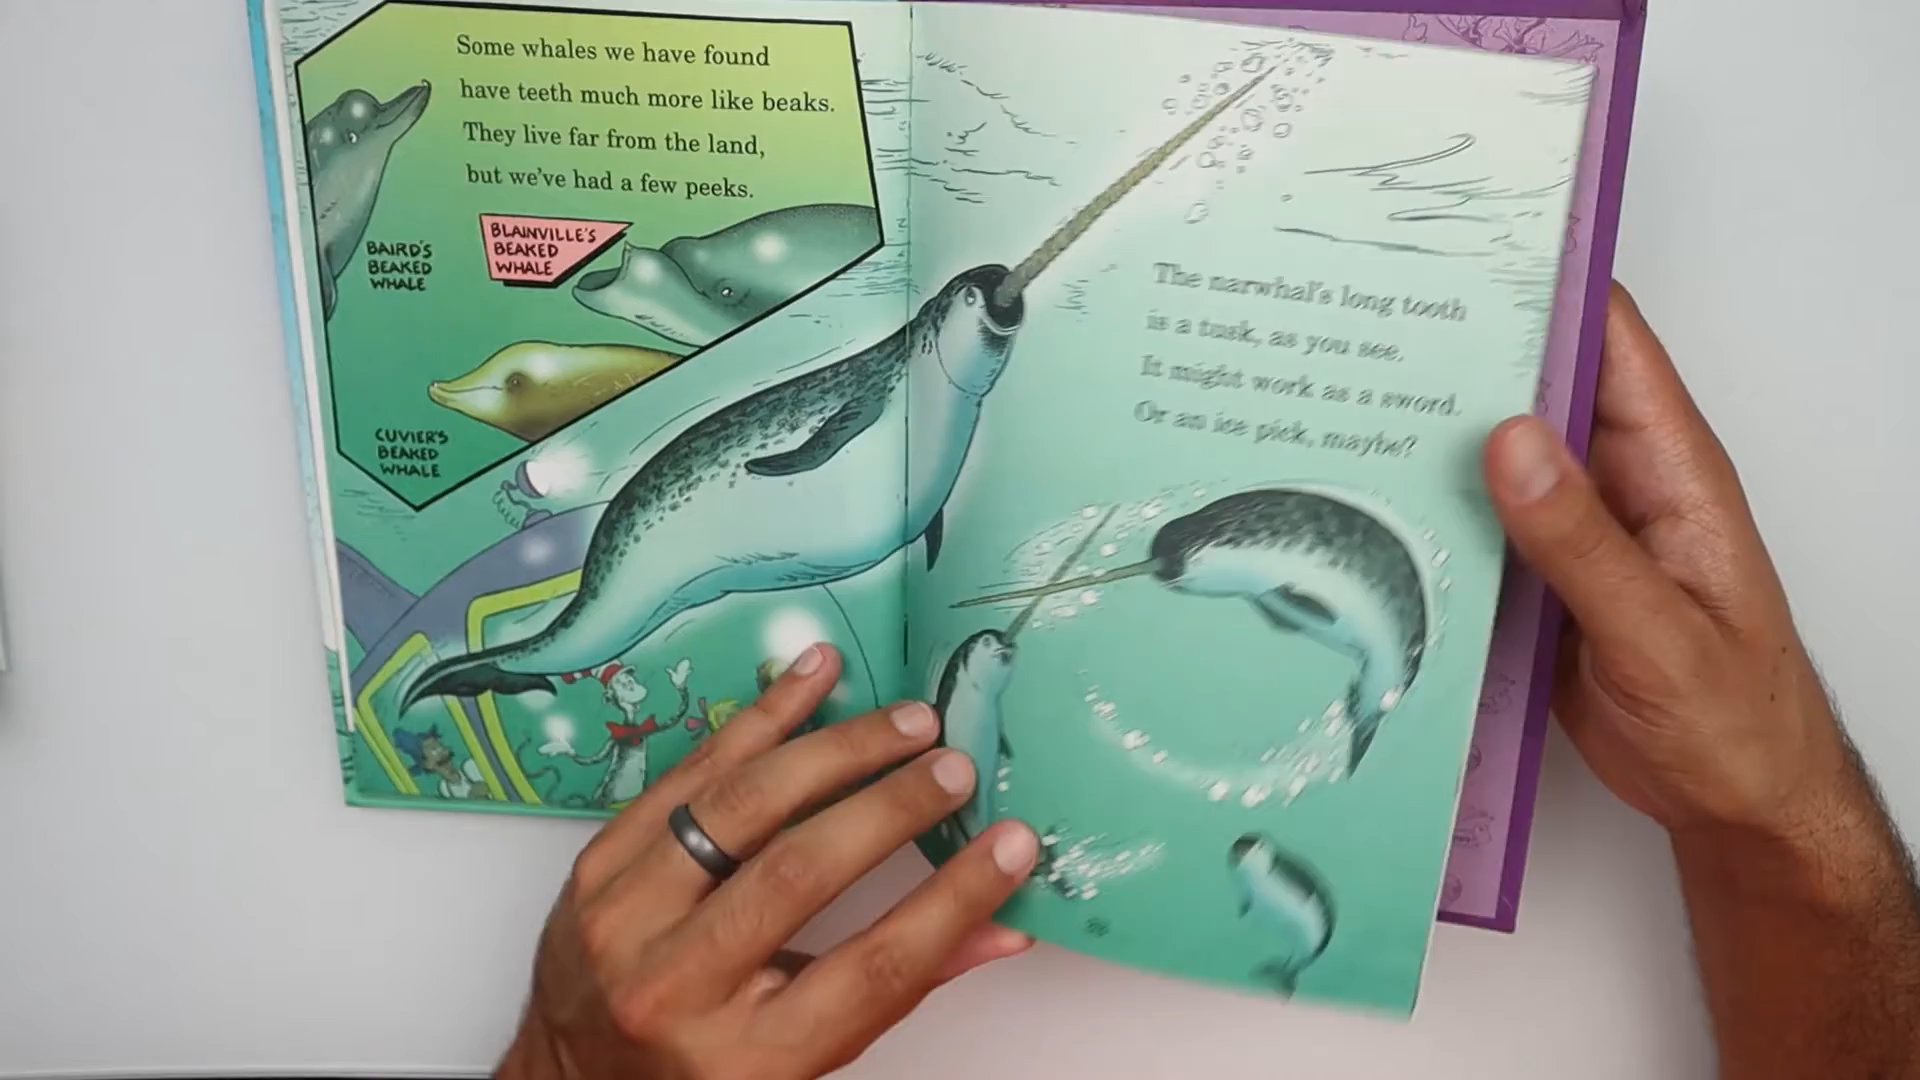 Some whales we have found
have teeth much more like beaks.
They live far from the land,
but we've had a few peeks.
BAIRD'S
BEAKED
WHALE
BLAINVILLE'S
BEAKED
WHALE
CUVIER'S
BEAKED
WHALE
The narwhal's long tooth
is a tusk, as you see.
It might work as a sword.
Or an ice pick, maybe?